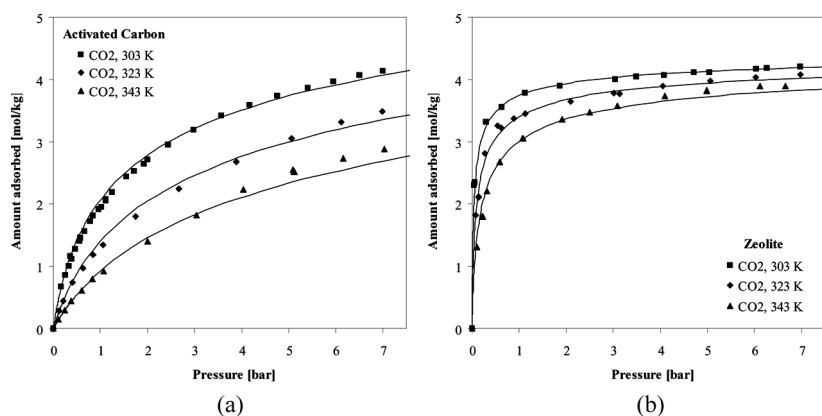 5
4
3
2
1
0
Amount adsorbed [mol/kg]
Activated Carbon
CO2, 303 K
CO2, 323 K
CO2, 343 K
0 1 2 3 4 5 6 7
Pressure [bar]
(a)
5
4
3
2
1
0
Amount adsorbed [mol/kg]
Zeolite
CO2, 303 K
CO2, 323 K
CO2, 343 K
0 1 2 3 4 5 6 7
Pressure [bar]
(b)